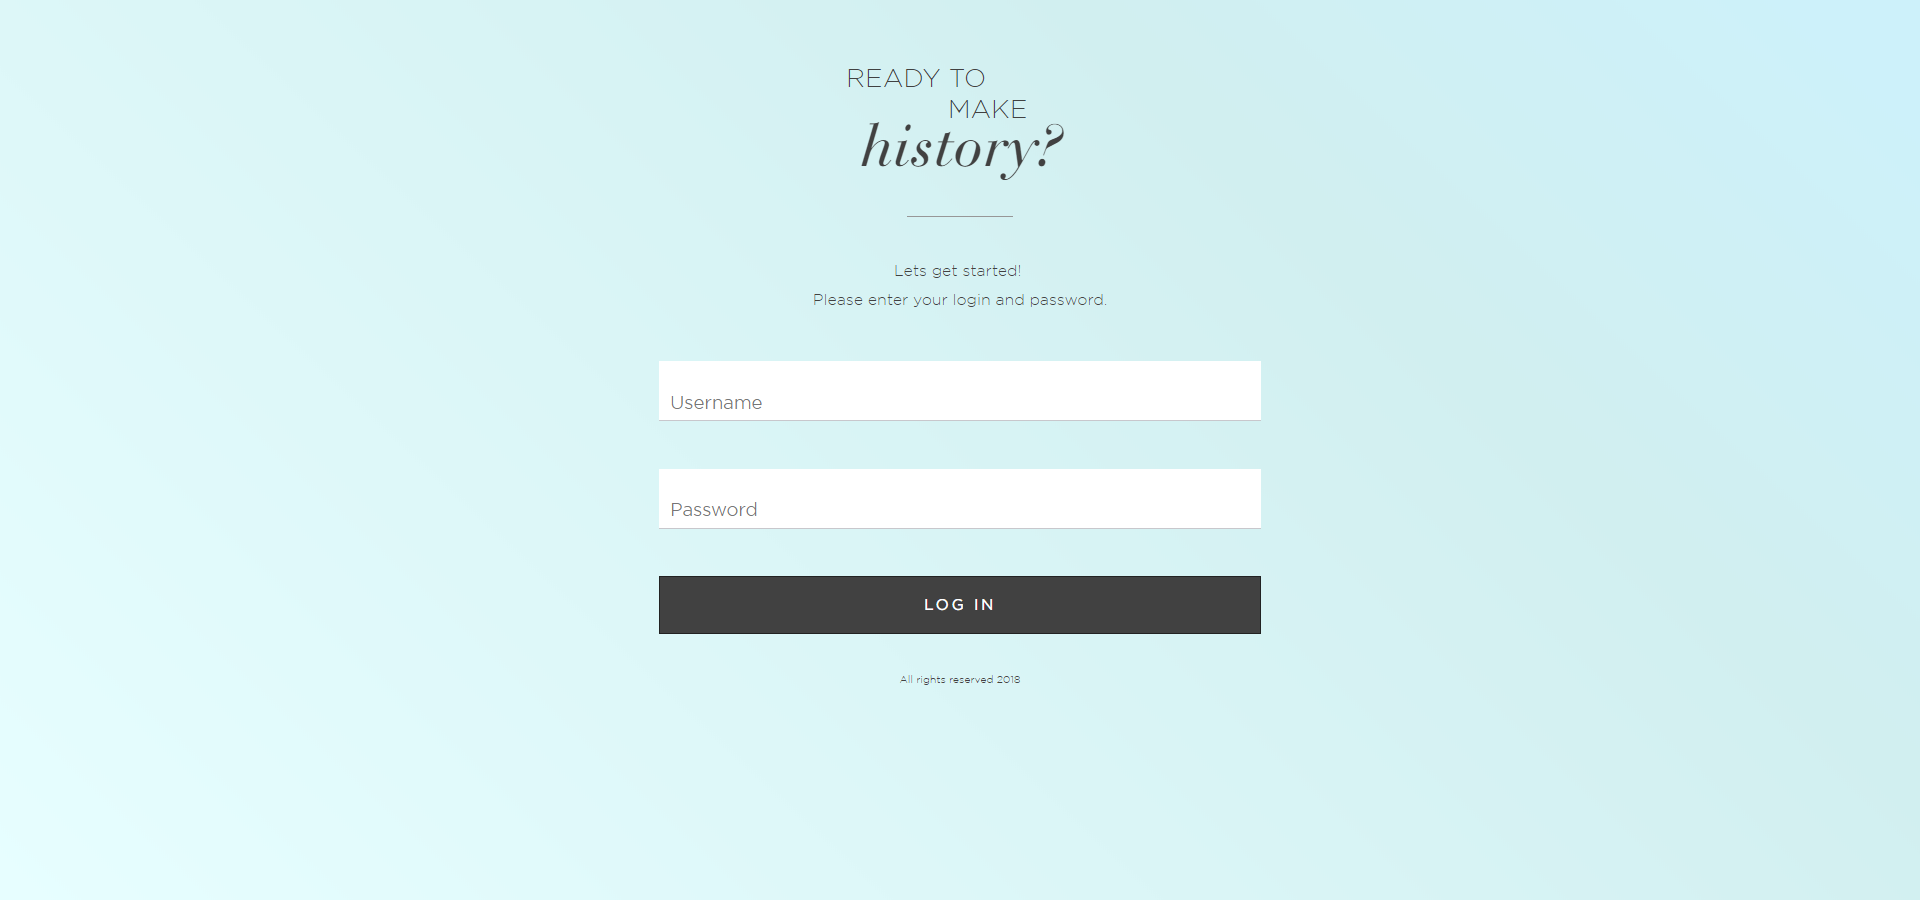 READY TO
MAKE
history?
Lets get started!
Please enter your login and password.
Username
Password
LOG IN
All rights reserved 2018